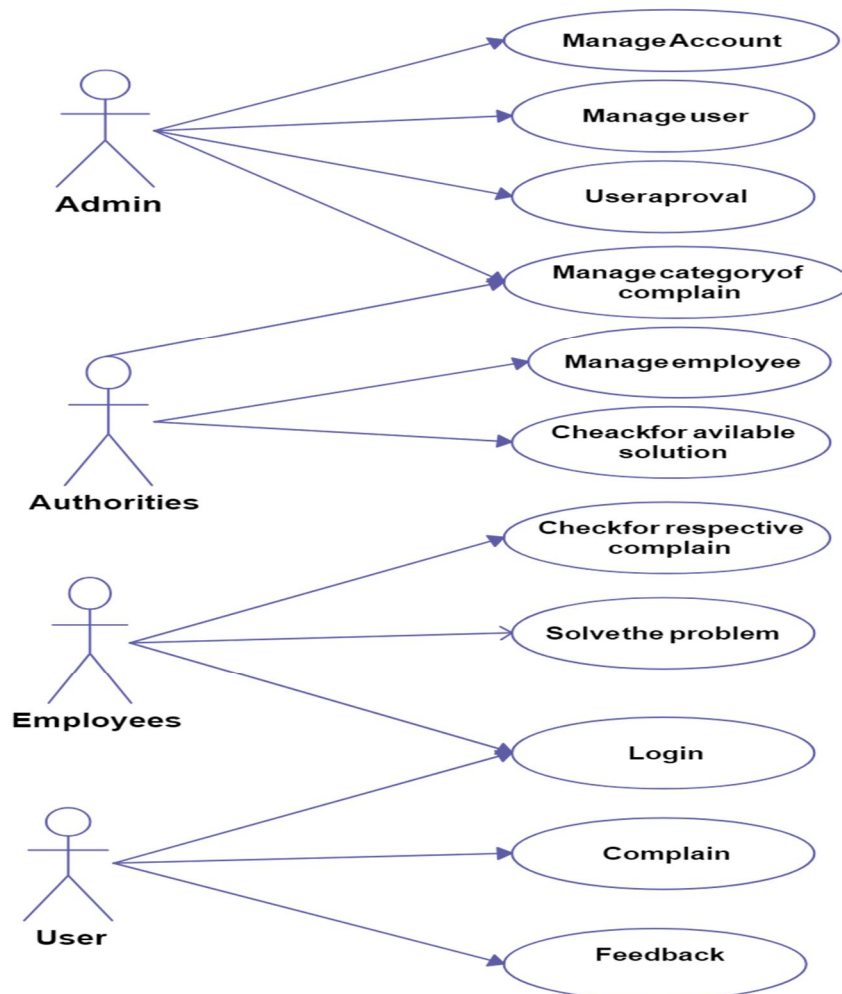 Manage Account
Manage user
Admin
User aproval
Manage category of
complain
Manage employee
Cheack for avilable
solution
Authorities
Check for respective
complain
Solve the problem
Employees
Login
Complain
User
Feedback